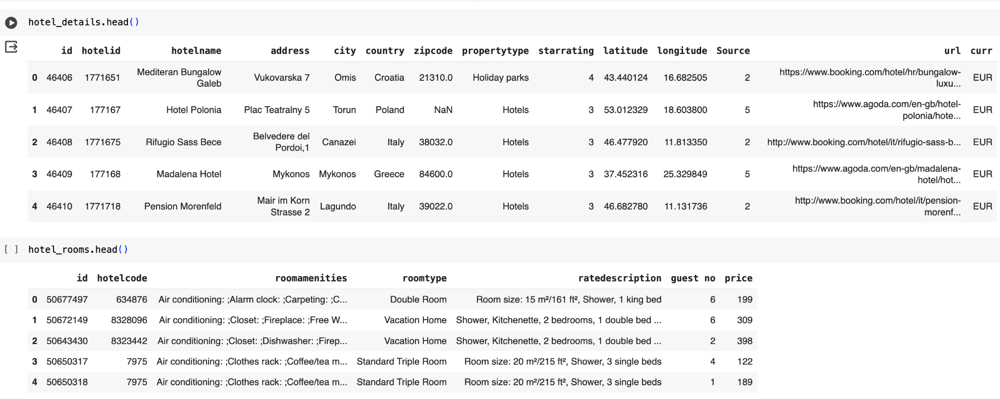 hotel_details.head()
id hotelid hotelname address city country zipcode propertytype starrating latitude longitude Source url curr
0 46406 1771651 Mediteran Bungalow Galeb Vukovarska 7 Omis Croatia 21310.0 Holiday parks 4 43.440124 16.682505 2 https://www.booking.com/hotel/hr/bungalow-luxu... EUR
1 46407 177167 Hotel Polonia Plac Teatralny 5 Torun Poland NaN Hotels 3 53.012329 18.603800 5 https://www.agoda.com/en-gb/hotel-polonia/hote... EUR
2 46408 1771675 Rifugio Sass Bece Belvedere del Pordoi,1 Canazei Italy 38032.0 Hotels 3 46.477920 11.813350 2 http://www.booking.com/hotel/it/rifugio-sass-b... EUR
3 46409 177168 Madalena Hotel Mykonos Mykonos Greece 84600.0 Hotels 3 37.452316 25.329849 5 https://www.agoda.com/en-gb/madalena-hotel/hot... EUR
4 46410 1771718 Pension Morenfeld Mair im Korn Strasse 2 Lagundo Italy 39022.0 Hotels 3 46.682780 11.131736 2 http://www.booking.com/hotel/it/pension-morenf... EUR
[ ] hotel_rooms.head()
id hotelcode roomamenities roomtype ratedescription guest no price
0 50677497 634876 Air conditioning: ;Alarm clock: ;Carpeting: ;C... Double Room Room size: 15 m²/161 ft², Shower, 1 king bed 6 199
1 50672149 8328096 Air conditioning: ;Closet: ;Fireplace: ;Free W... Vacation Home Shower, Kitchenette, 2 bedrooms, 1 double bed ... 6 309
2 50643430 8323442 Air conditioning: ;Closet: ;Dishwasher: ;Firep... Vacation Home Shower, Kitchenette, 2 bedrooms, 1 double bed ... 2 398
3 50650317 7975 Air conditioning: ;Clothes rack: ;Coffee/tea m... Standard Triple Room Room size: 20 m²/215 ft², Shower, 3 single beds 4 122
4 50650318 7975 Air conditioning: ;Clothes rack: ;Coffee/tea m... Standard Triple Room Room size: 20 m²/215 ft², Shower, 3 single beds 1 189